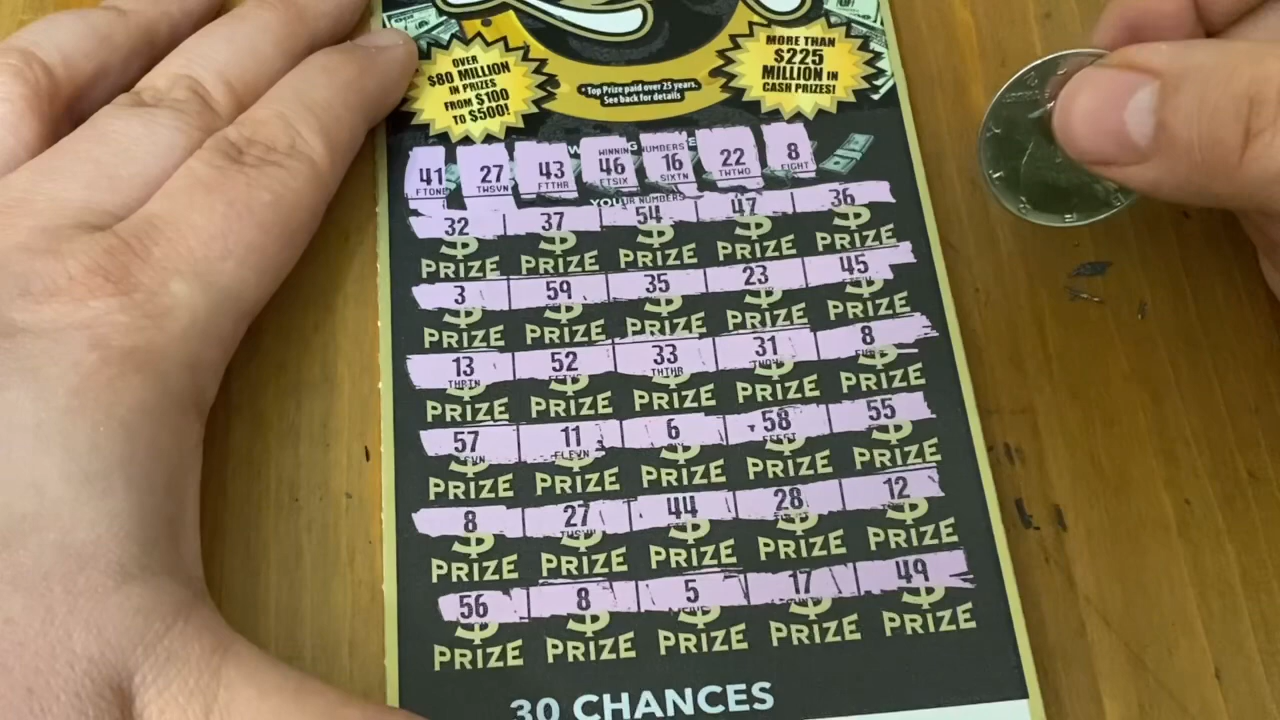 OVER
$80 MILLION
IN PRIZES
FROM $100
TO $500!
* Top Prize paid over 25 years.
See back for details
MORE THAN
$225
MILLION IN
CASH PRIZES!
WINNING NUMBERS
41 27 43 46 16 22 8
FTONE TWSVN FTTHR FTSIX SIXTN TWTWO EIGHT
YOUR NUMBERS
32 37 54 47 36
$ $ $ $ $
PRIZE PRIZE PRIZE PRIZE PRIZE
3 59 35 23 45
$ $ $ $ $
PRIZE PRIZE PRIZE PRIZE PRIZE
13 52 33 31 8
THRTN THTHR
$ $ $ $ $
PRIZE PRIZE PRIZE PRIZE PRIZE
57 11 6 58 55
ELEVN
$ $ $ $ $
PRIZE PRIZE PRIZE PRIZE PRIZE
8 27 44 28 12
$ $ $ $ $
PRIZE PRIZE PRIZE PRIZE PRIZE
56 8 5 17 49
$ $ $ $ $
PRIZE PRIZE PRIZE PRIZE PRIZE
30 CHANCES